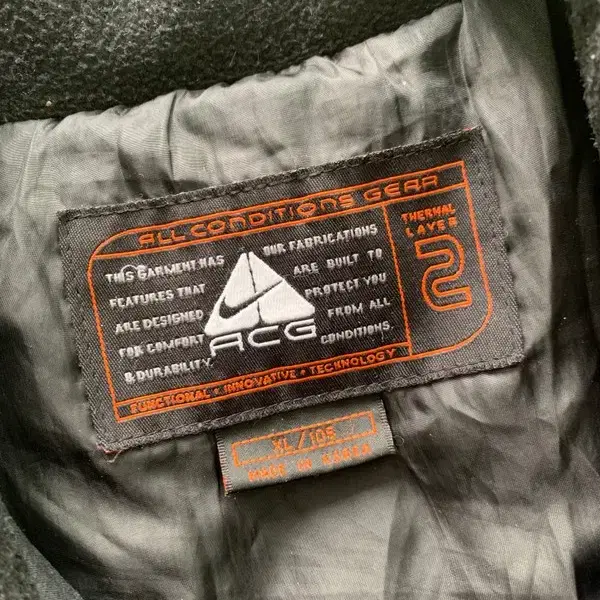 ALL CONDITIONS GEAR
THERMAL
LAYER
2
THIS GARMENT HAS
FEATURES THAT
ARE DESIGNED
FOR COMFORT
& DURABILITY.
OUR FABRICATIONS
ARE BUILT TO
PROTECT YOU
FROM ALL
CONDITIONS.
ACG
FUNCTIONAL • INNOVATIVE • TECHNOLOGY
XL/105
MADE IN KOREA